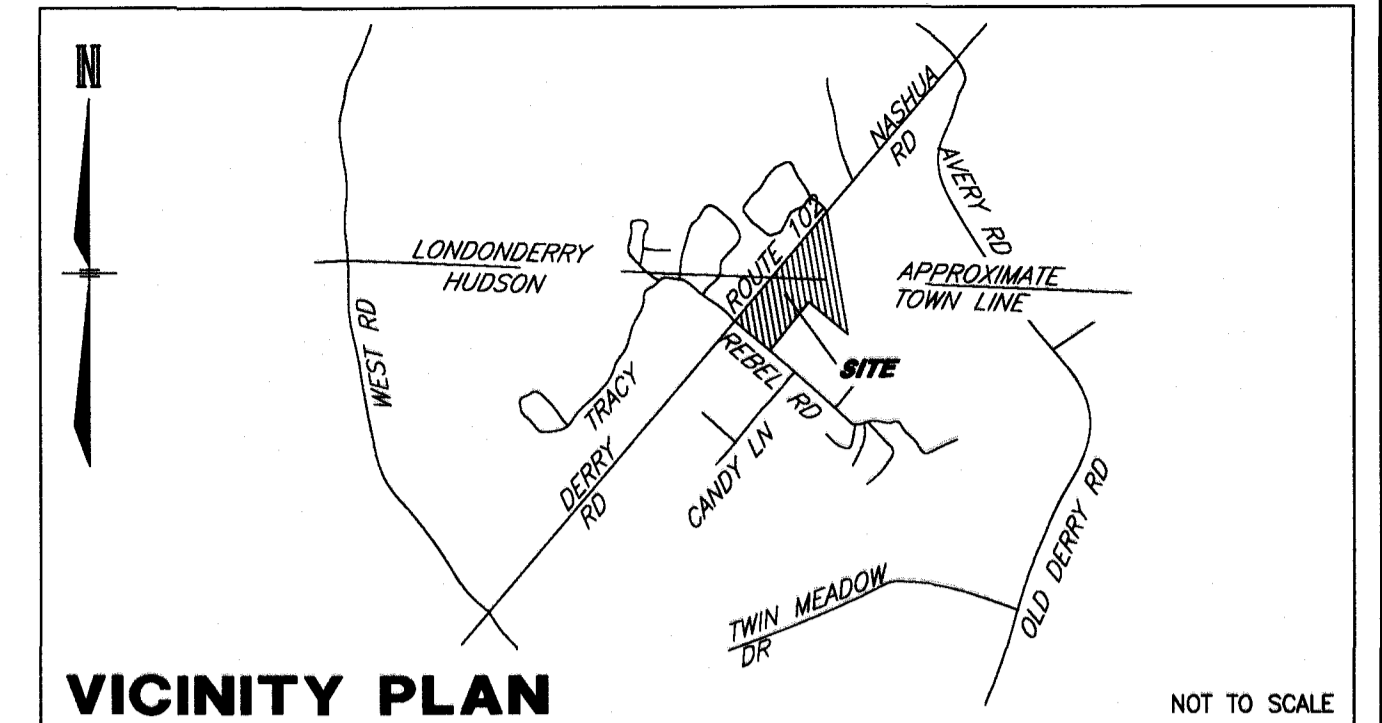 N
NASHUA
RD
AVERY RD
ROUTE 102
LONDONDERRY
HUDSON
APPROXIMATE
TOWN LINE
WEST RD
REBEL RD
SITE
TRACY
DERRY
RD
CANDY LN
OLD DERRY RD
TWIN MEADOW
DR
VICINITY PLAN
NOT TO SCALE